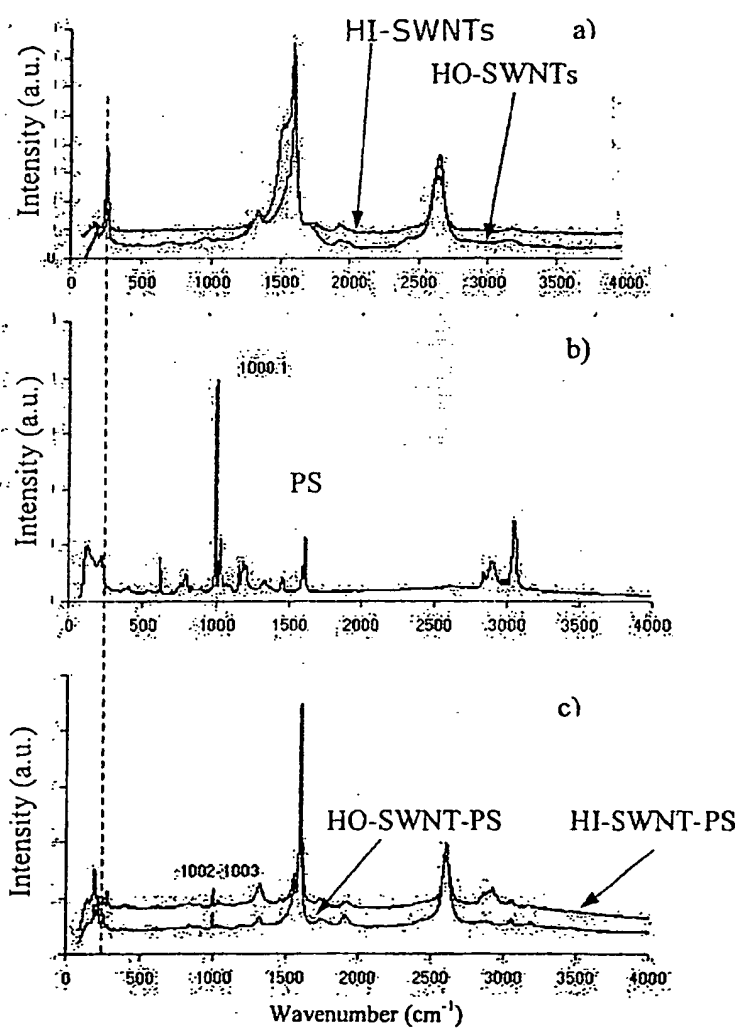 HI-SWNTs
a)
HO-SWNTs
Intensity (a.u.)
0 500 1000 1500 2000 2500 3000 3500 4000
b)
1000.1
PS
Intensity (a.u.)
0 500 1000 1500 2000 2500 3000 3500 4000
c)
HO-SWNT-PS
HI-SWNT-PS
1002-1003
Intensity (a.u.)
0 500 1000 1500 2000 2500 3000 3500 4000
Wavenumber (cm⁻¹)